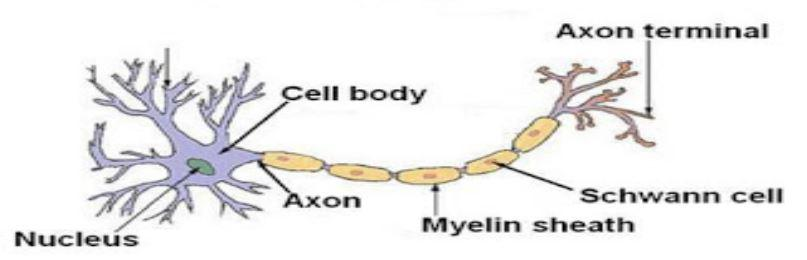 Axon terminal
Cell body
Axon
Schwann cell
Myelin sheath
Nucleus